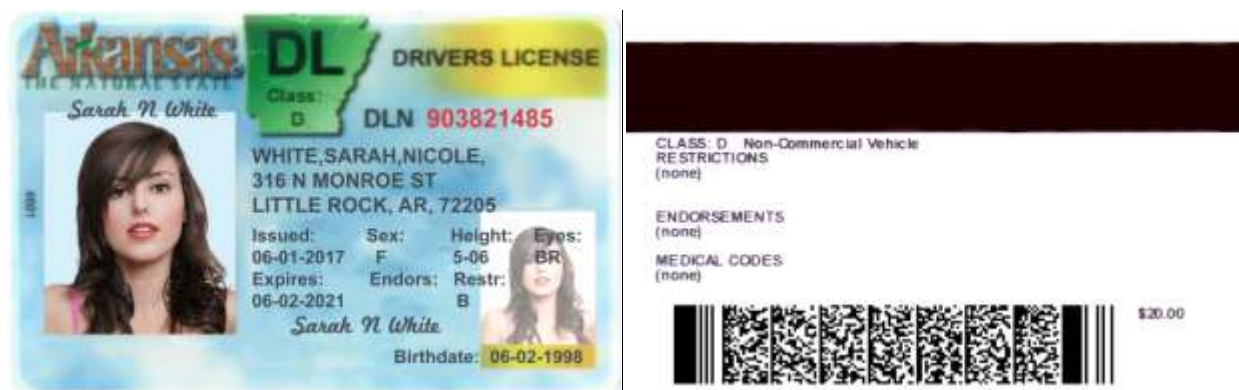 Arkansas
THE NATURAL STATE
DL
Class:
D
DRIVERS LICENSE
DLN 903821485
Sarah N White
WHITE,SARAH,NICOLE,
316 N MONROE ST
LITTLE ROCK, AR, 72205
Issued: Sex: Height: Eyes:
06-01-2017 F 5-06 BR
Expires: Endors: Restr:
06-02-2021 B
Sarah N White
Birthdate: 06-02-1998
CLASS: D Non-Commercial Vehicle
RESTRICTIONS
(none)
ENDORSEMENTS
(none)
MEDICAL CODES
(none)
$20.00